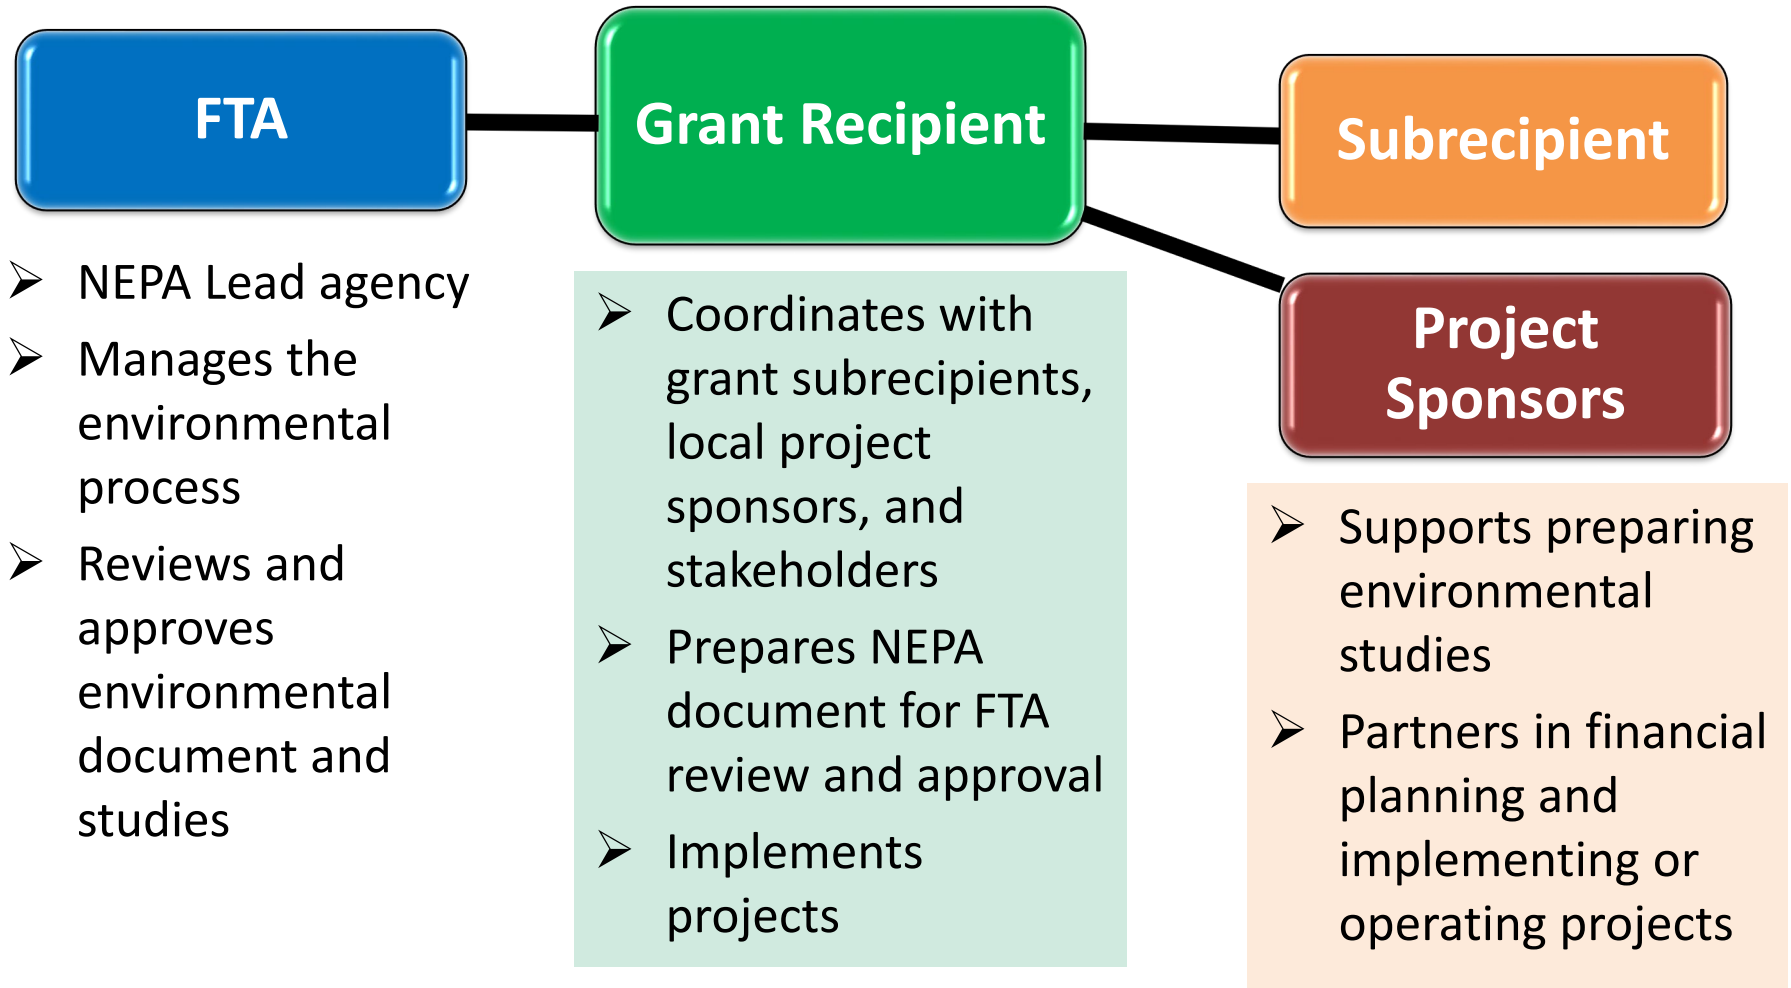 FTA
NEPA Lead agency
Manages the
environmental
process
Reviews and
approves
environmental
document and
studies
Grant Recipient
Coordinates with
grant subrecipients,
local project
sponsors, and
stakeholders
Prepares NEPA
document for FTA
review and approval
Implements
projects
Subrecipient
Project
Sponsors
Supports preparing
environmental
studies
Partners in financial
planning and
implementing or
operating projects